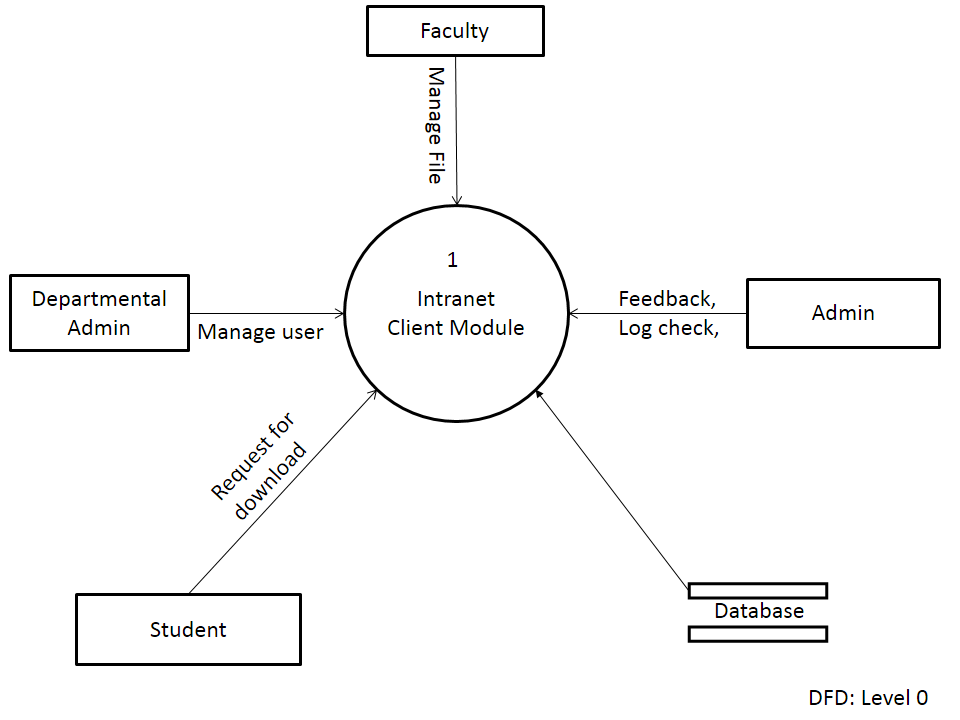 Faculty
Manage File
1
Intranet
Client Module
Departmental
Admin
Manage user
Feedback,
Log check,
Admin
Request for
download
Student
Database
DFD: Level 0